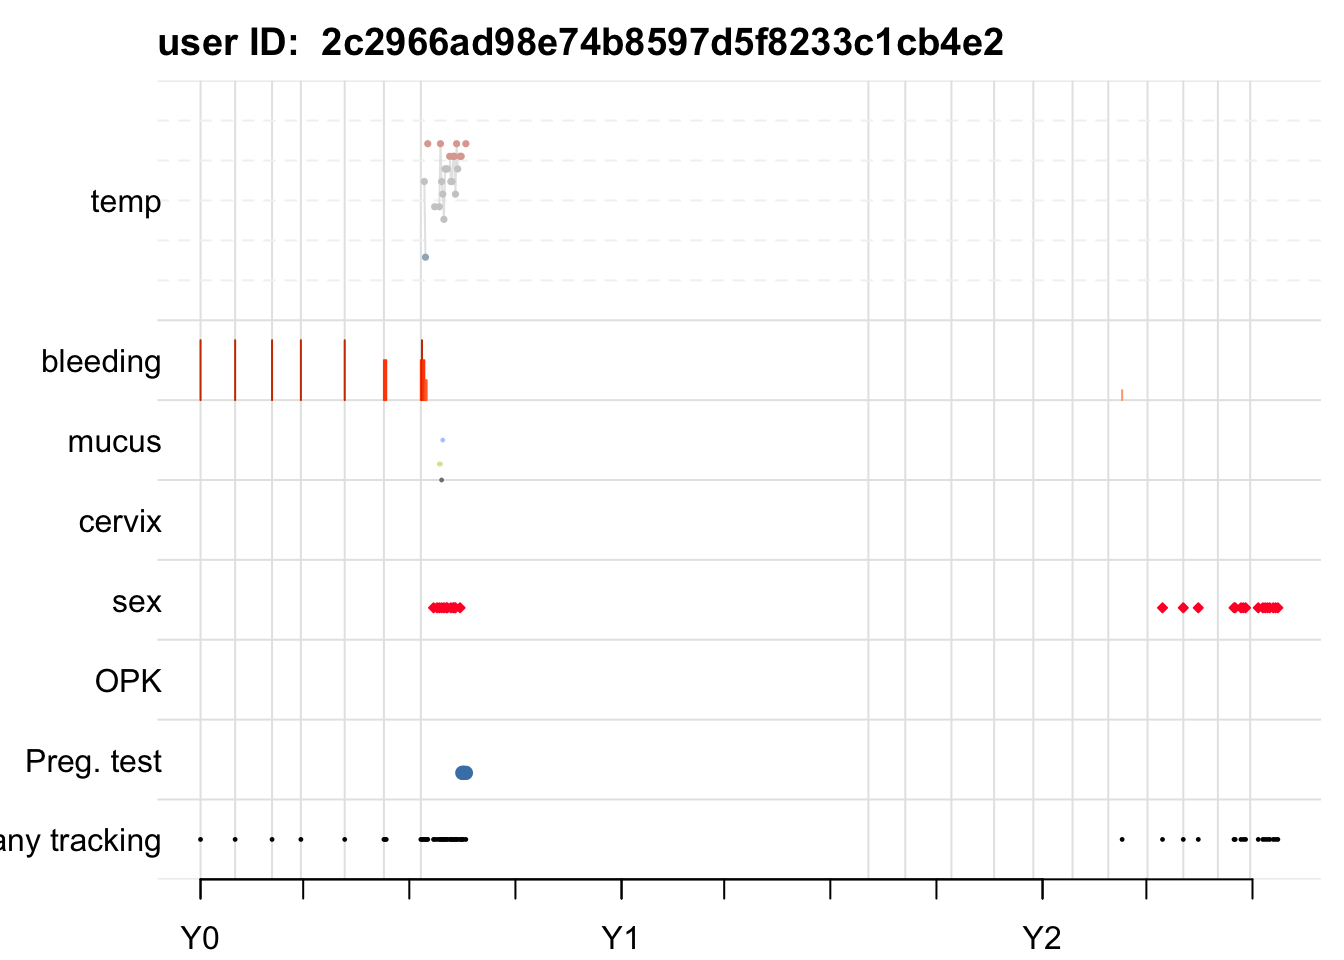 user ID:  2c2966ad98e74b8597d5f8233c1cb4e2
temp
bleeding
mucus
cervix
sex
OPK
Preg. test
any tracking
Y0 Y1 Y2